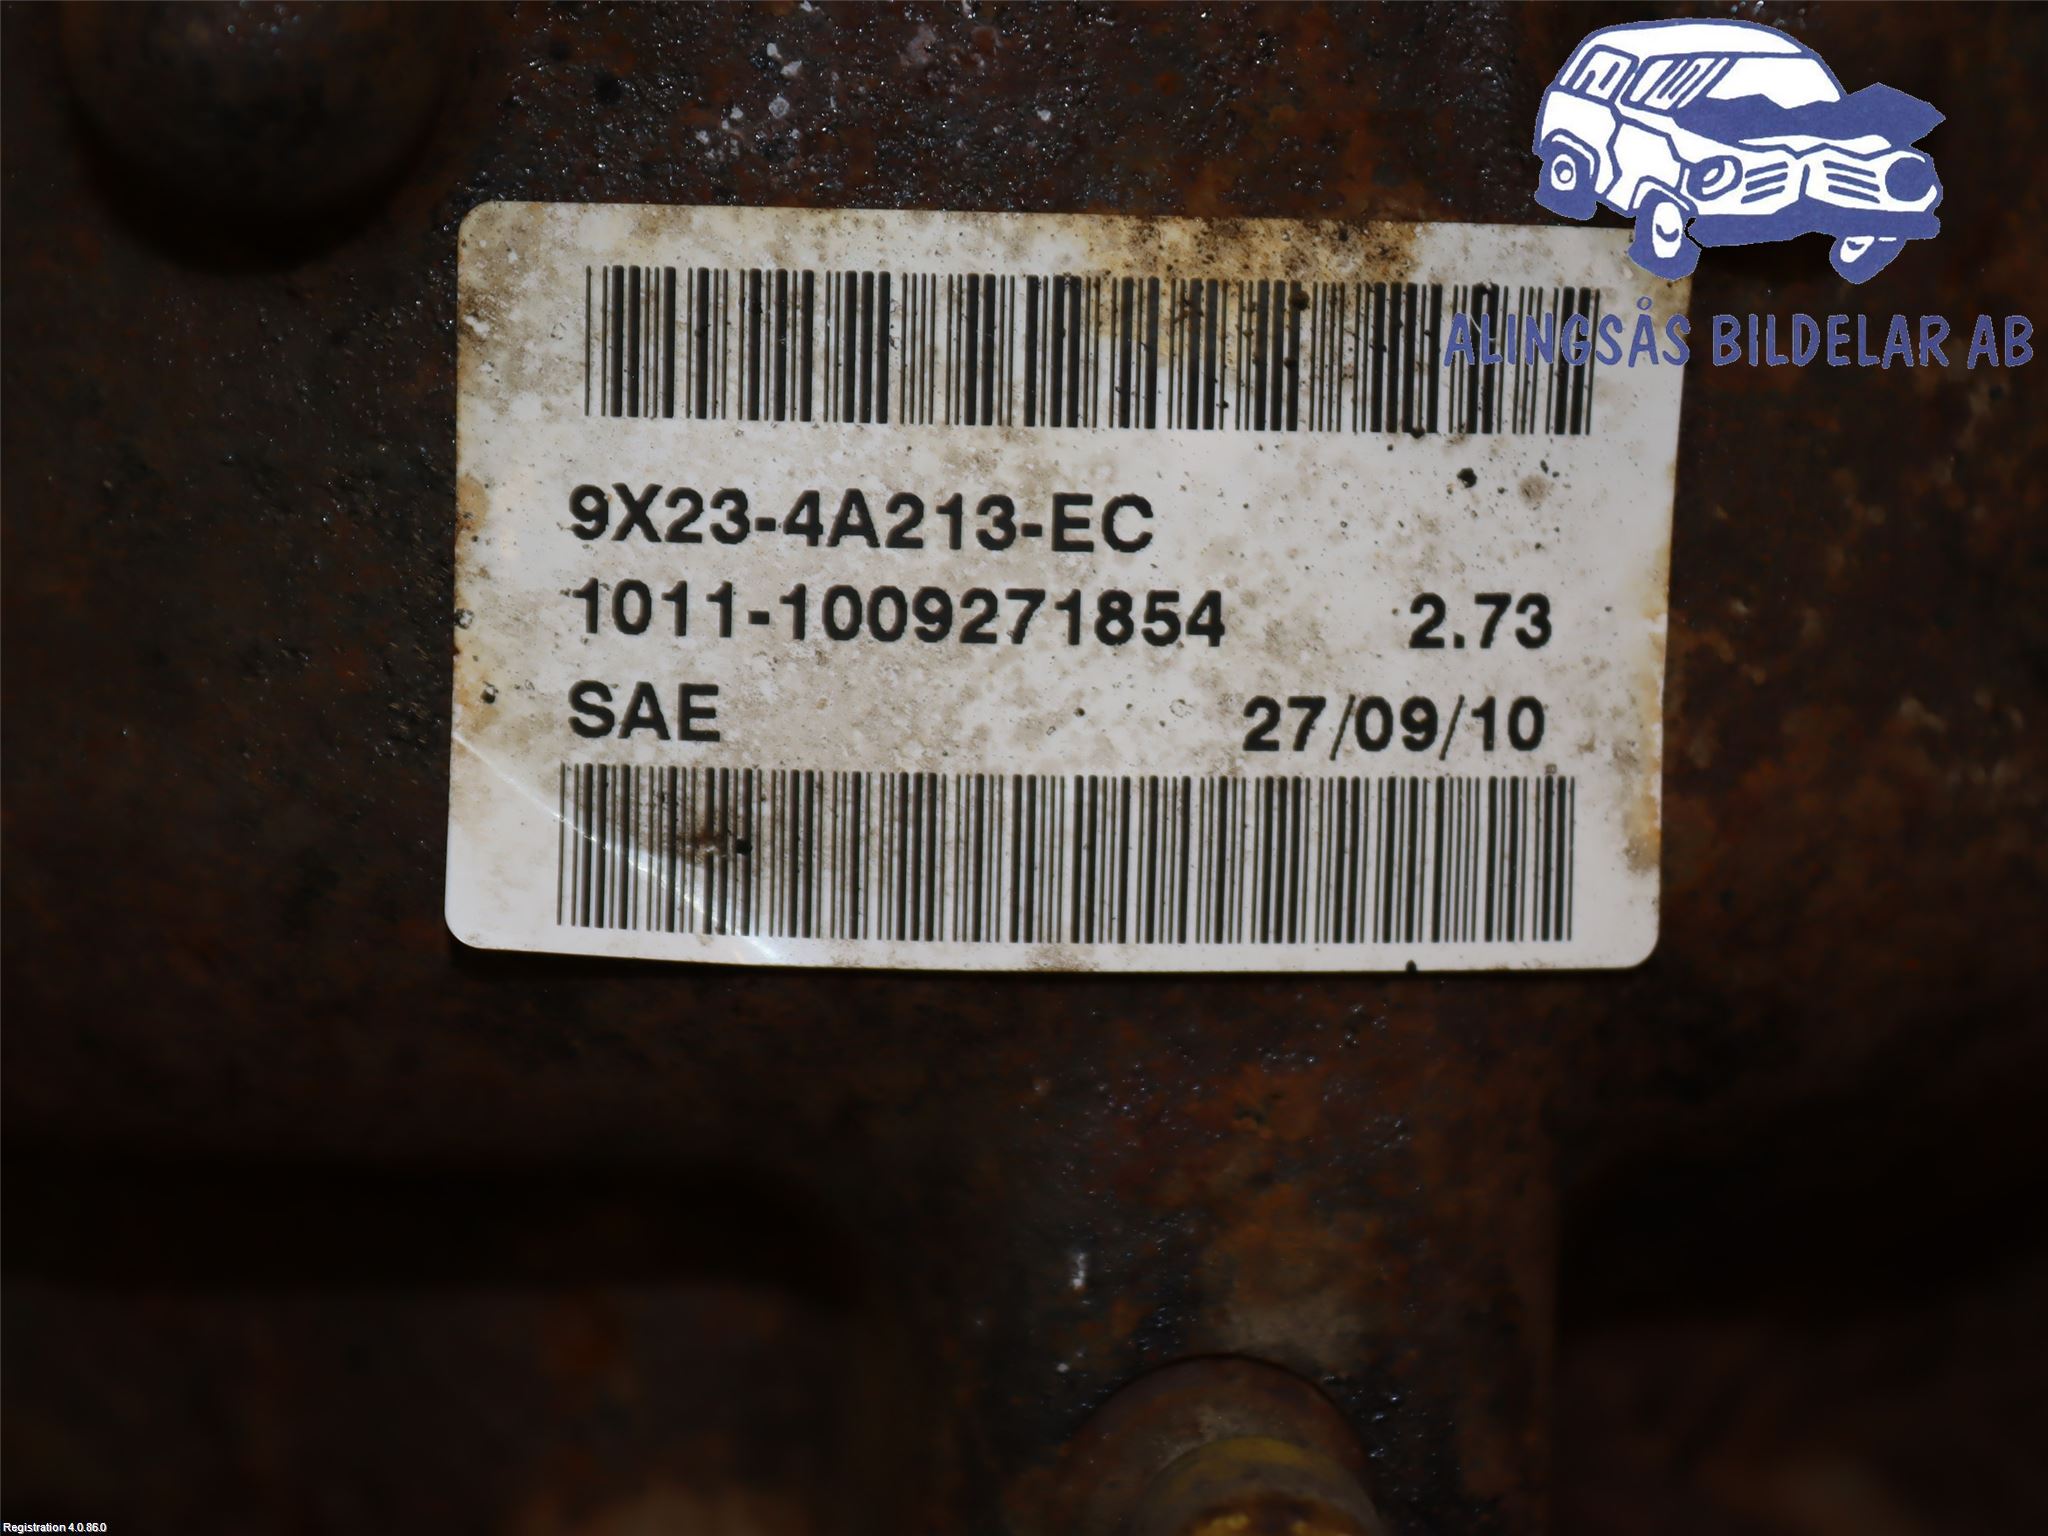 ALINGSÅS BILDELAR AB
9X23-4A213-EC
1011-1009271854 2.73
SAE 27/09/10
Registration 4.0.86.0